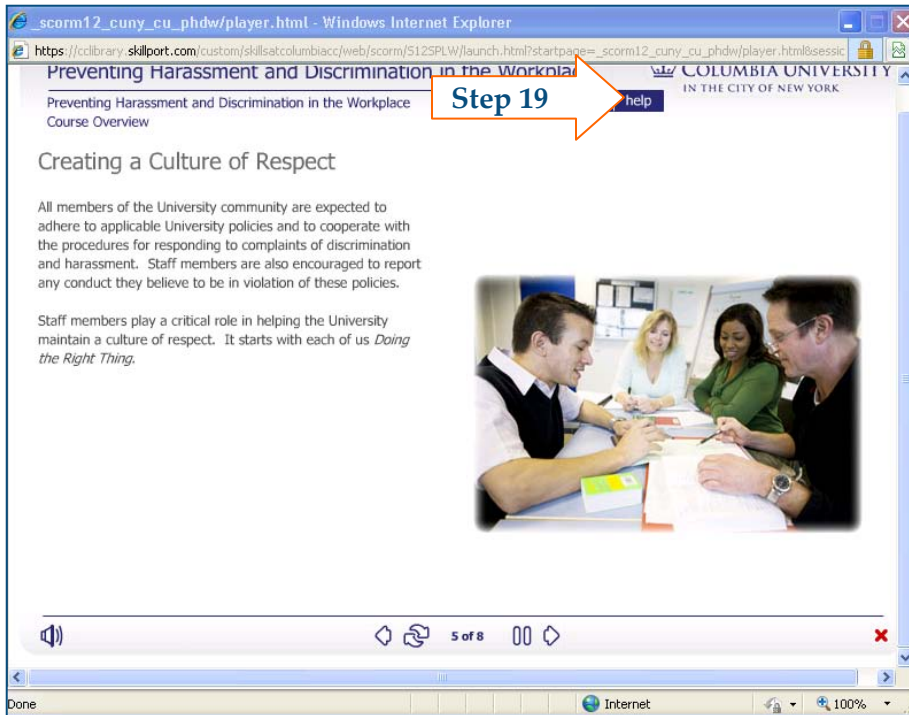 _scorm12_cuny_cu_phdw/player.html - Windows Internet Explorer
https://cclibrary.skillport.com/custom/skillsatcolumbiacc/web/scorm/S12SPLW/launch.html?startpage=_scorm12_cuny_cu_phdw/player.html&sessic
Preventing Harassment and Discrimination in the Workplac
COLUMBIA UNIVERSITY
IN THE CITY OF NEW YORK
Step 19
help
Preventing Harassment and Discrimination in the Workplace
Course Overview
Creating a Culture of Respect
All members of the University community are expected to
adhere to applicable University policies and to cooperate with
the procedures for responding to complaints of discrimination
and harassment. Staff members are also encouraged to report
any conduct they believe to be in violation of these policies.
Staff members play a critical role in helping the University
maintain a culture of respect. It starts with each of us Doing
the Right Thing.
5 of 8
Done
Internet
100%